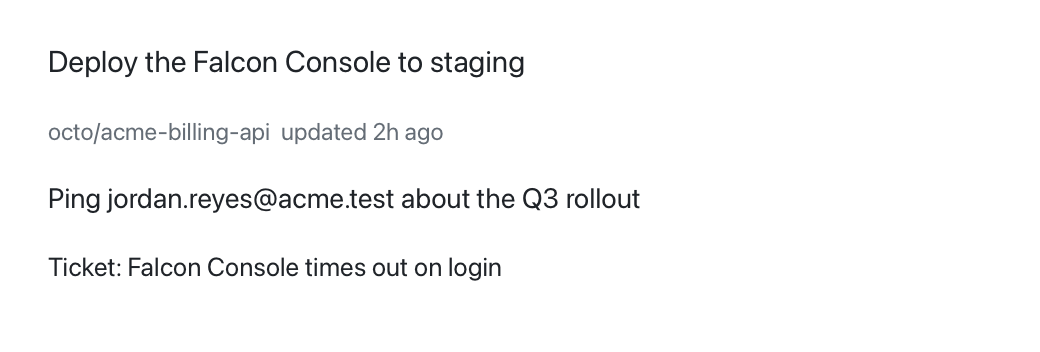 Deploy the Falcon Console to staging
octo/acme-billing-api updated 2h ago
Ping jordan.reyes@acme.test about the Q3 rollout
Ticket: Falcon Console times out on login